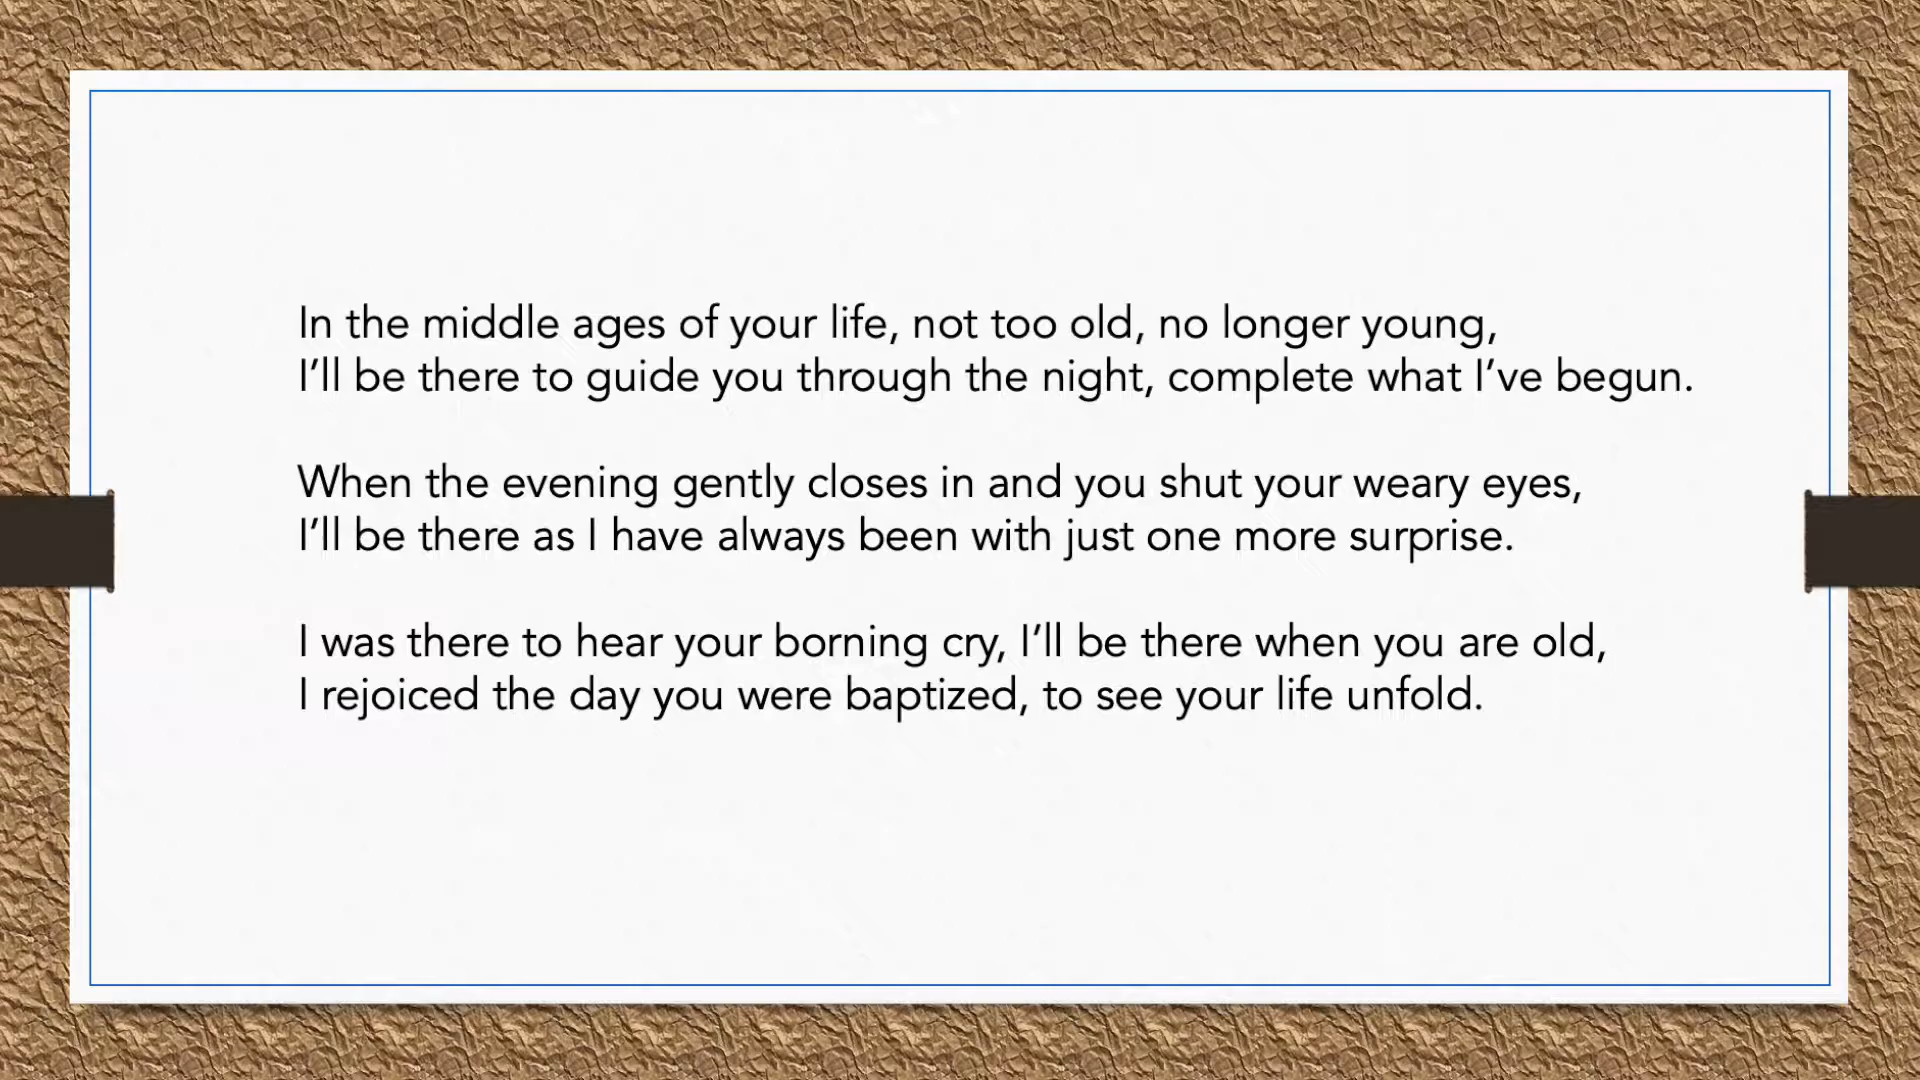 In the middle ages of your life, not too old, no longer young,
I’ll be there to guide you through the night, complete what I’ve begun.
When the evening gently closes in and you shut your weary eyes,
I’ll be there as I have always been with just one more surprise.
I was there to hear your borning cry, I’ll be there when you are old,
I rejoiced the day you were baptized, to see your life unfold.